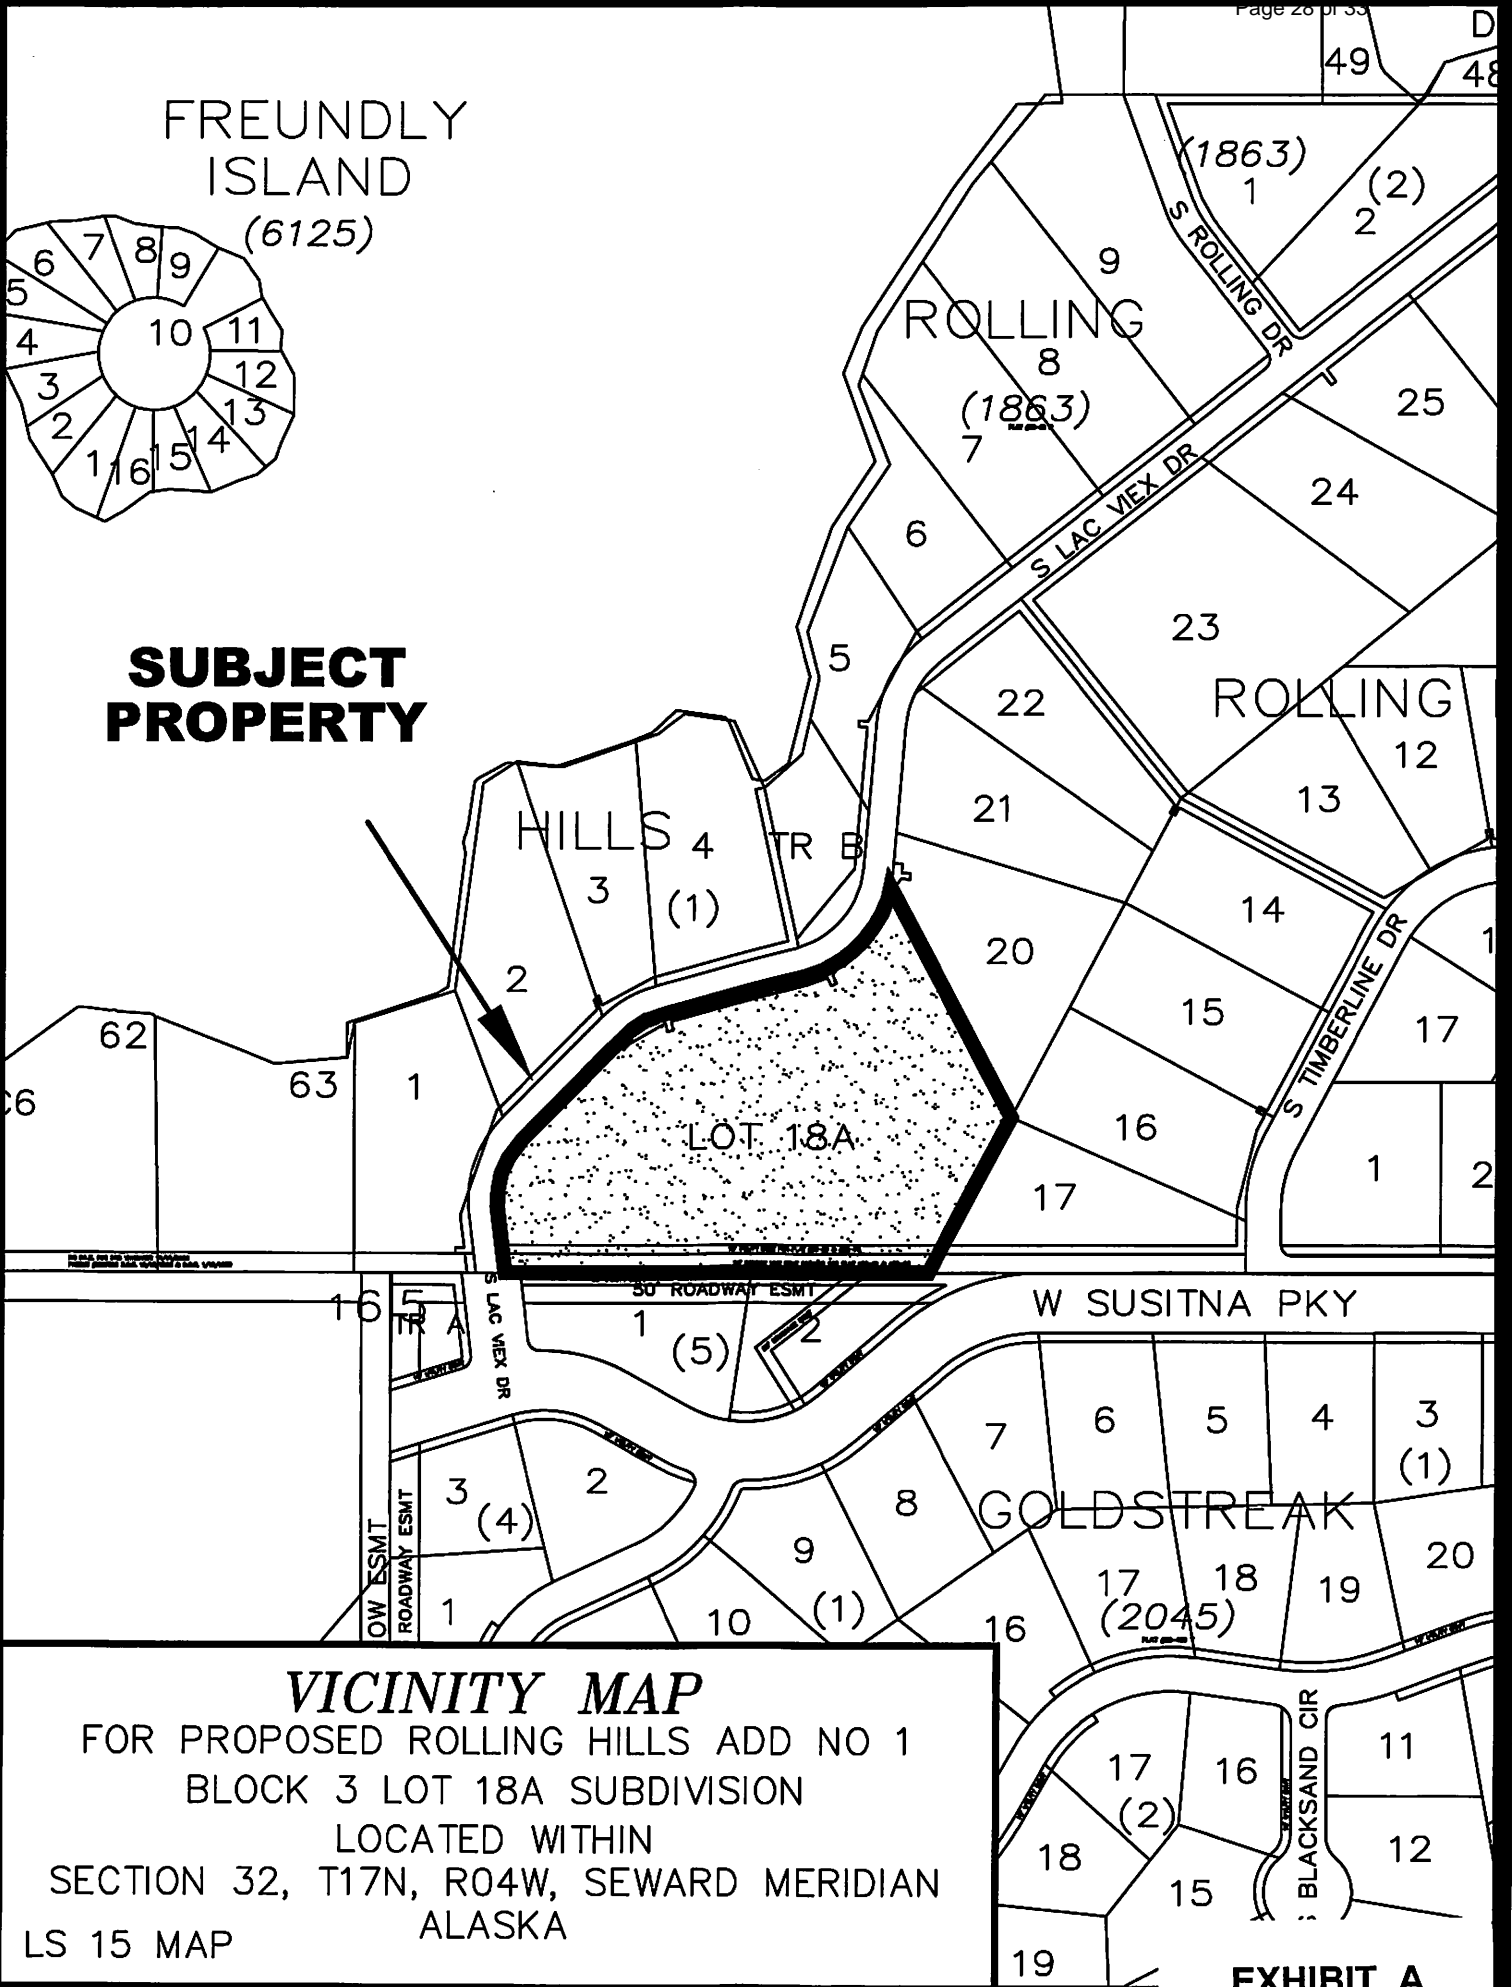 Page 28 of 33
D
49
48
FREUNDLY
ISLAND
(6125)
6
7
8
9
5
10
11
4
12
3
13
2
14
1
16
15
(1863)
1
(2)
2
S ROLLING DR
9
ROLLING
8
(1863)
7
25
24
S LAC VIEX DR
6
23
5
SUBJECT
PROPERTY
22
ROLLING
12
13
21
HILLS
4
TR B
3
(1)
14
20
1
2
S TIMBERLINE DR
15
17
62
63
1
C6
LOT 18A
16
1
2
17
50' ROADWAY ESMT
W SUSITNA PKY
16
5
TR A
S LAC VIEX DR
1
(5)
2
7
6
5
4
3
(1)
3
(4)
2
8
GOLDSTREAK
9
(1)
20
17
18
19
(2045)
OW ESMT
ROADWAY ESMT
1
10
16
VICINITY MAP
FOR PROPOSED ROLLING HILLS ADD NO 1
BLOCK 3 LOT 18A SUBDIVISION
LOCATED WITHIN
SECTION 32, T17N, R04W, SEWARD MERIDIAN
ALASKA
LS 15 MAP
17
(2)
16
S BLACKSAND CIR
11
18
12
15
19
EXHIBIT A